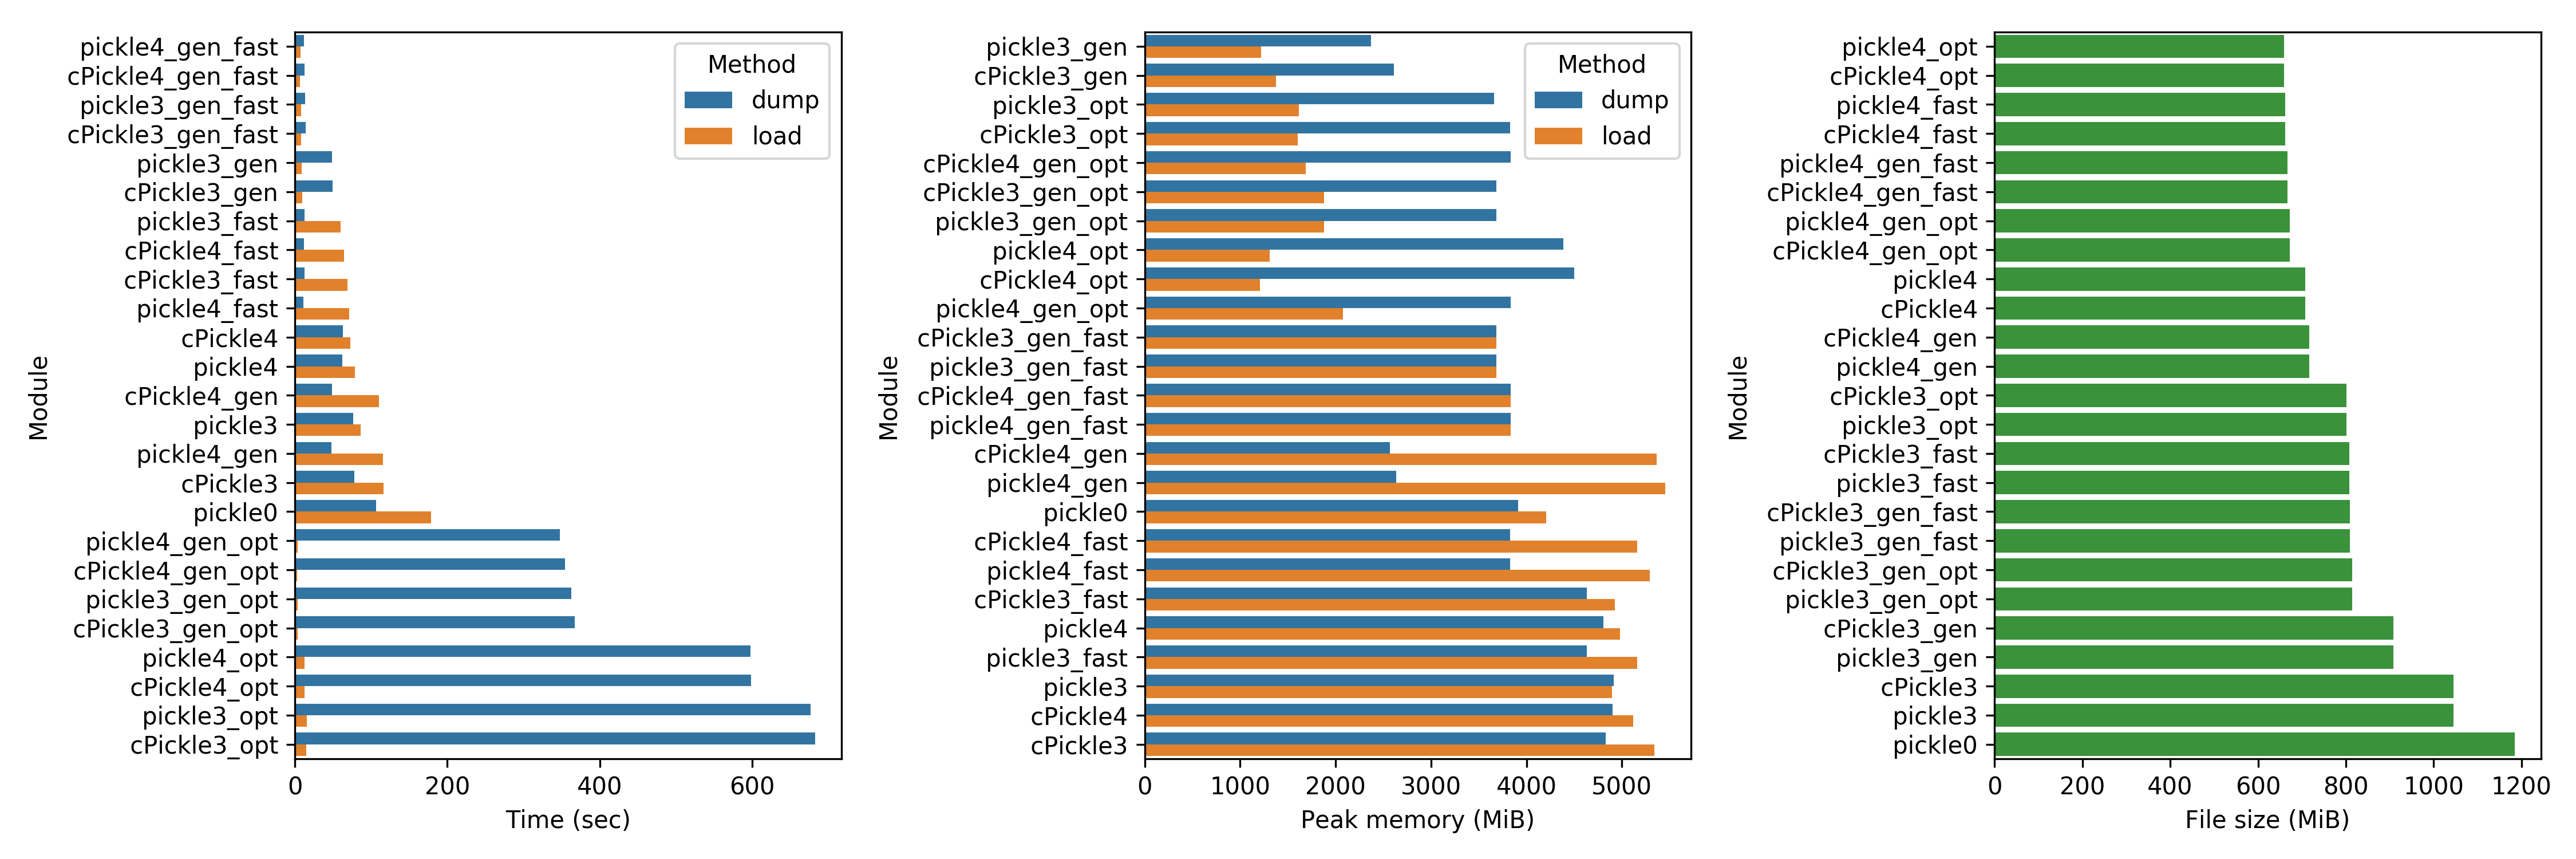 pickle4_gen_fast
cPickle4_gen_fast
pickle3_gen_fast
cPickle3_gen_fast
pickle3_gen
cPickle3_gen
pickle3_fast
cPickle4_fast
cPickle3_fast
pickle4_fast
cPickle4
pickle4
cPickle4_gen
pickle3
pickle4_gen
cPickle3
pickle0
pickle4_gen_opt
cPickle4_gen_opt
pickle3_gen_opt
cPickle3_gen_opt
pickle4_opt
cPickle4_opt
pickle3_opt
cPickle3_opt
Module
Method
dump
load
0 200 400 600
Time (sec)
pickle3_gen
cPickle3_gen
pickle3_opt
cPickle3_opt
cPickle4_gen_opt
cPickle3_gen_opt
pickle3_gen_opt
pickle4_opt
cPickle4_opt
pickle4_gen_opt
cPickle3_gen_fast
pickle3_gen_fast
cPickle4_gen_fast
pickle4_gen_fast
cPickle4_gen
pickle4_gen
pickle0
cPickle4_fast
pickle4_fast
cPickle3_fast
pickle4
pickle3_fast
pickle3
cPickle4
cPickle3
Module
Method
dump
load
0 1000 2000 3000 4000 5000
Peak memory (MiB)
pickle4_opt
cPickle4_opt
pickle4_fast
cPickle4_fast
pickle4_gen_fast
cPickle4_gen_fast
pickle4_gen_opt
cPickle4_gen_opt
pickle4
cPickle4
cPickle4_gen
pickle4_gen
cPickle3_opt
pickle3_opt
cPickle3_fast
pickle3_fast
cPickle3_gen_fast
pickle3_gen_fast
cPickle3_gen_opt
pickle3_gen_opt
cPickle3_gen
pickle3_gen
cPickle3
pickle3
pickle0
Module
0 200 400 600 800 1000 1200
File size (MiB)